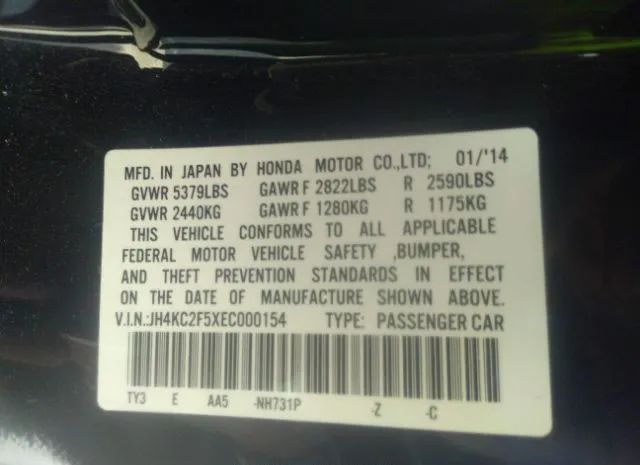 MFD. IN JAPAN BY HONDA MOTOR CO.,LTD; 01/'14
GVWR 5379LBS GAWR F 2822LBS R 2590LBS
GVWR 2440KG GAWR F 1280KG R 1175KG
THIS VEHICLE CONFORMS TO ALL APPLICABLE
FEDERAL MOTOR VEHICLE SAFETY ,BUMPER,
AND THEFT PREVENTION STANDARDS IN EFFECT
ON THE DATE OF MANUFACTURE SHOWN ABOVE.
V.I.N.:JH4KC2F5XEC000154 TYPE: PASSENGER CAR
TY3 E AA5 -NH731P -Z -C